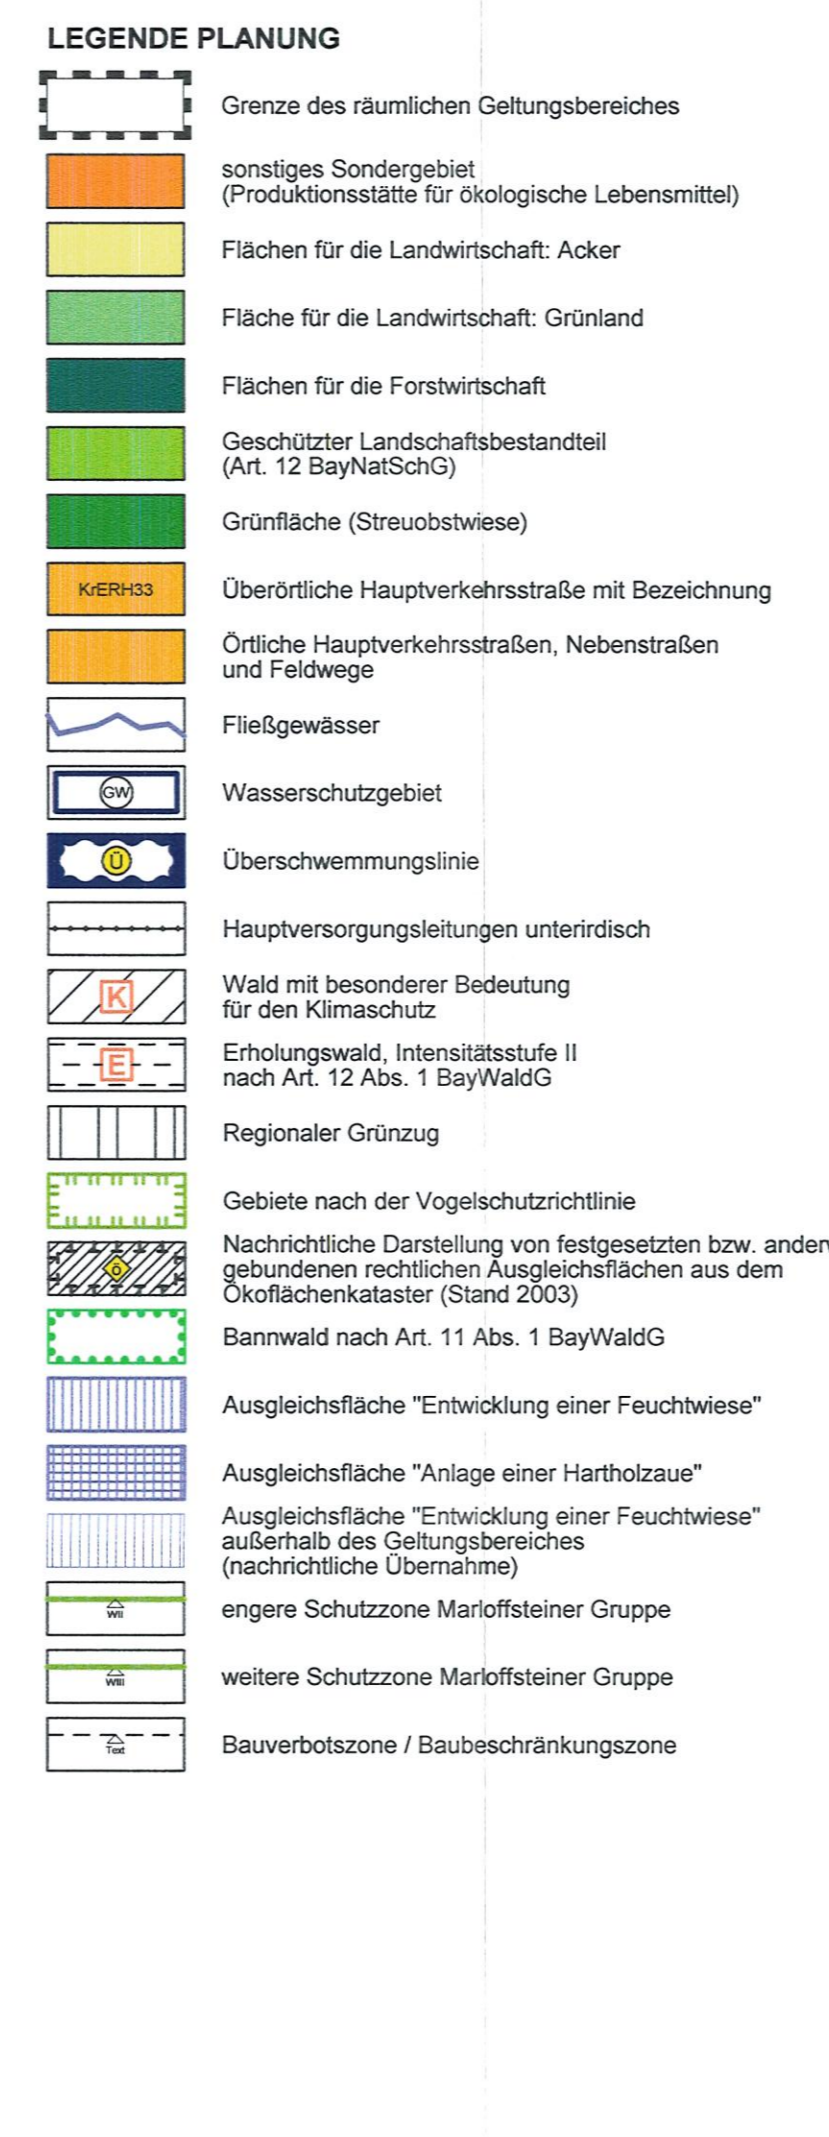 LEGENDE PLANUNG
Grenze des räumlichen Geltungsbereiches
sonstiges Sondergebiet
(Produktionsstätte für ökologische Lebensmittel)
Flächen für die Landwirtschaft: Acker
Fläche für die Landwirtschaft: Grünland
Flächen für die Forstwirtschaft
Geschützter Landschaftsbestandteil
(Art. 12 BayNatSchG)
Grünfläche (Streuobstwiese)
KrERH33 Überörtliche Hauptverkehrsstraße mit Bezeichnung
Örtliche Hauptverkehrsstraßen, Nebenstraßen
und Feldwege
Fließgewässer
GW Wasserschutzgebiet
Ü Überschwemmungslinie
Hauptversorgungsleitungen unterirdisch
K Wald mit besonderer Bedeutung
für den Klimaschutz
E Erholungswald, Intensitätsstufe II
nach Art. 12 Abs. 1 BayWaldG
Regionaler Grünzug
Gebiete nach der Vogelschutzrichtlinie
Nachrichtliche Darstellung von festgesetzten bzw. ander
Ö gebundenen rechtlichen Ausgleichsflächen aus dem
Ökoflächenkataster (Stand 2003)
Bannwald nach Art. 11 Abs. 1 BayWaldG
Ausgleichsfläche "Entwicklung einer Feuchtwiese"
Ausgleichsfläche "Anlage einer Hartholzaue"
Ausgleichsfläche "Entwicklung einer Feuchtwiese"
außerhalb des Geltungsbereiches
(nachrichtliche Übernahme)
WII engere Schutzzone Marloffsteiner Gruppe
WIII weitere Schutzzone Marloffsteiner Gruppe
Text Bauverbotszone / Baubeschränkungszone